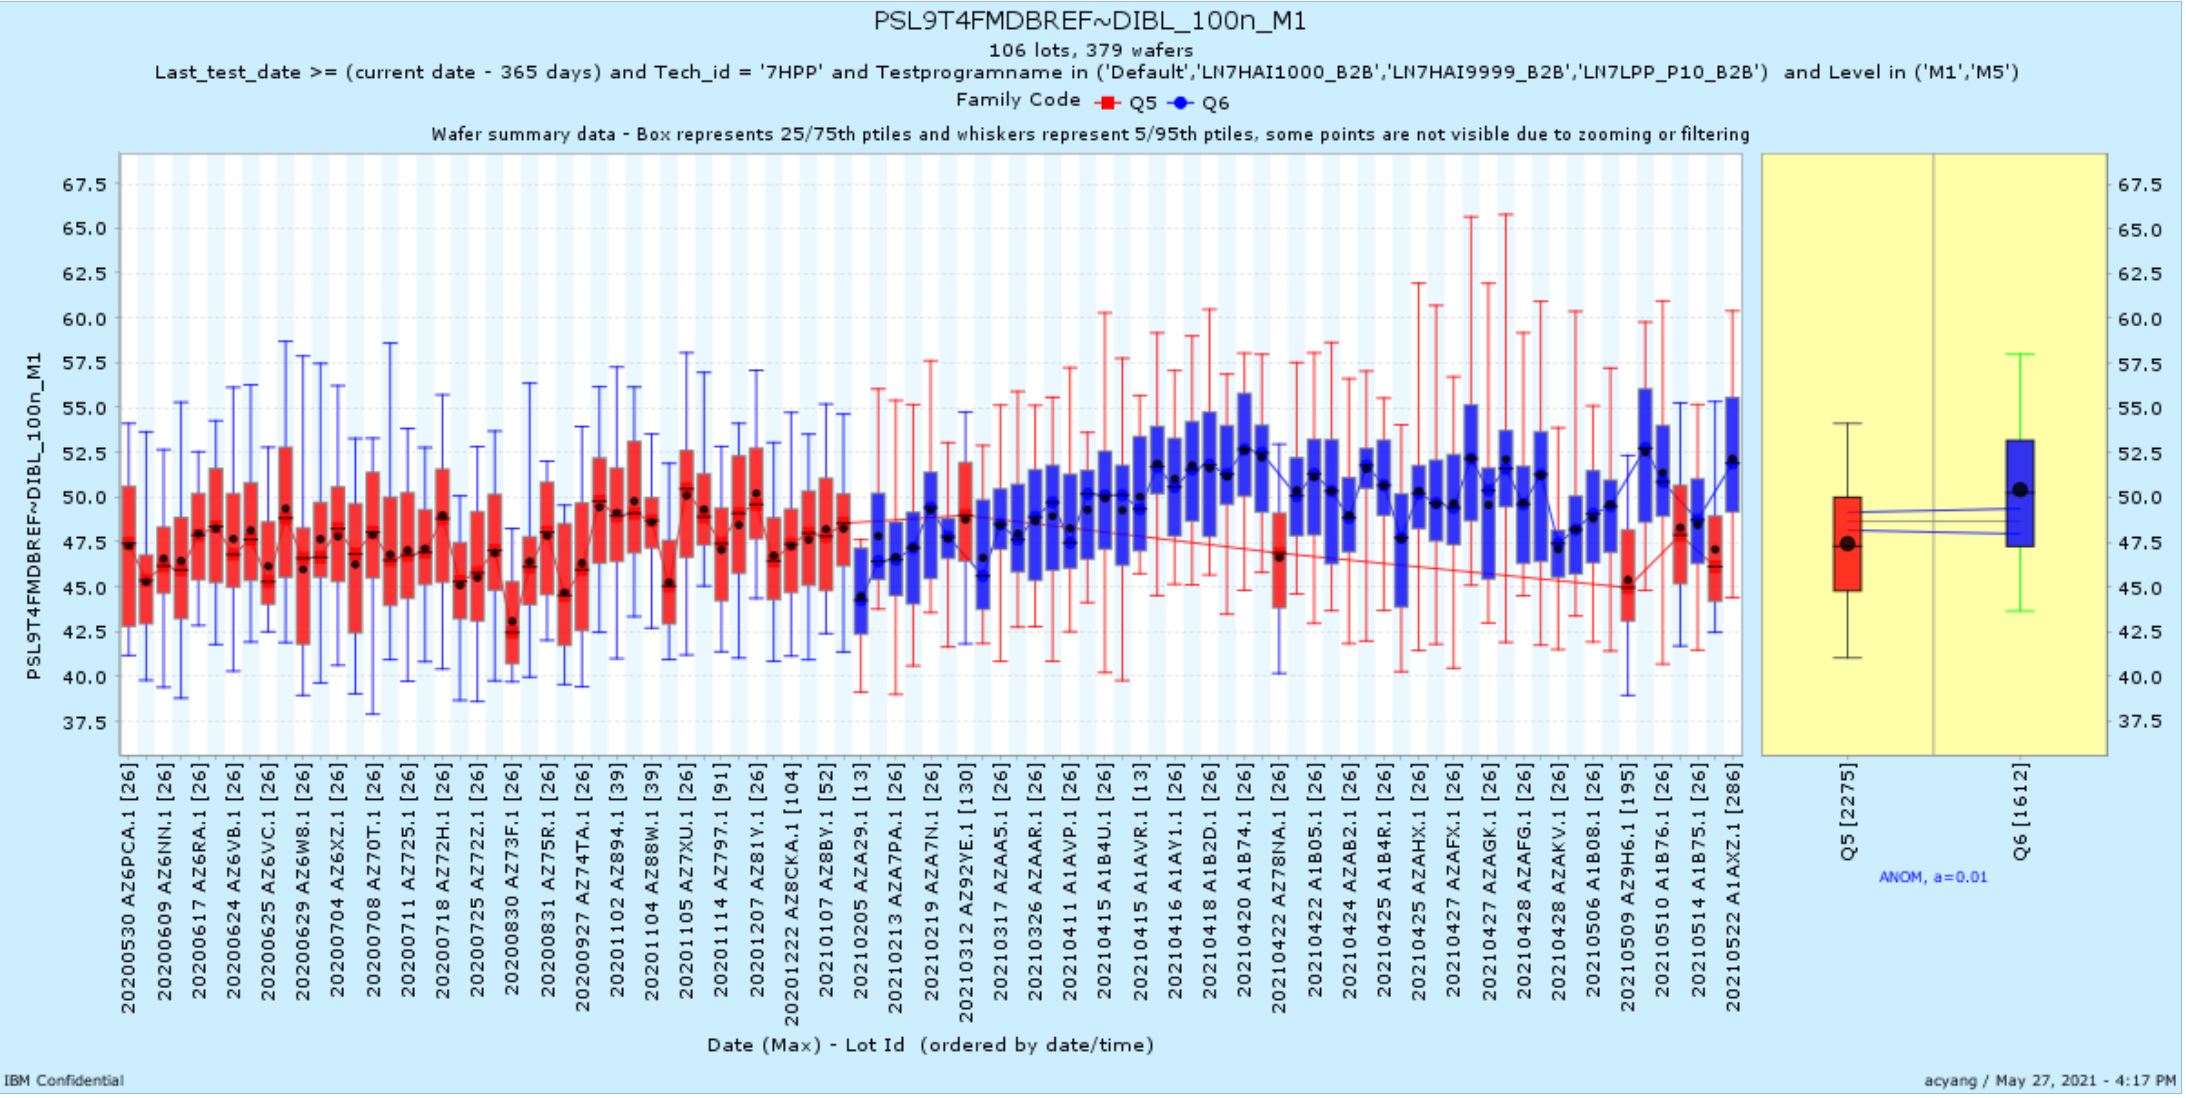 PSL9T4FMDBREF~DIBL_100n_M1
106 lots, 379 wafers
Last_test_date >= (current date - 365 days) and Tech_id = '7HPP' and Testprogramname in ('Default','LN7HAI1000_B2B','LN7HAI9999_B2B','LN7LPP_P10_B2B') and Level in ('M1','M5')
Family Code Q5 Q6
Wafer summary data - Box represents 25/75th ptiles and whiskers represent 5/95th ptiles, some points are not visible due to zooming or filtering
PSL9T4FMDBREF~DIBL_100n_M1
67.5
65.0
62.5
60.0
57.5
55.0
52.5
50.0
47.5
45.0
42.5
40.0
37.5
67.5
65.0
62.5
60.0
57.5
55.0
52.5
50.0
47.5
45.0
42.5
40.0
37.5
20200530 AZ6PCA.1 [26]
20200609 AZ6NN.1 [26]
20200617 AZ6RA.1 [26]
20200624 AZ6VB.1 [26]
20200625 AZ6VC.1 [26]
20200629 AZ6W8.1 [26]
20200704 AZ6XZ.1 [26]
20200708 AZ70T.1 [26]
20200711 AZ725.1 [26]
20200718 AZ72H.1 [26]
20200725 AZ72Z.1 [26]
20200830 AZ73F.1 [26]
20200831 AZ75R.1 [26]
20200927 AZ74TA.1 [26]
20201102 AZ894.1 [39]
20201104 AZ88W.1 [39]
20201105 AZ7XU.1 [26]
20201114 AZ797.1 [91]
20201207 AZ81Y.1 [26]
20201222 AZ8CKA.1 [104]
20210107 AZ8BY.1 [52]
20210205 A2A29.1 [13]
20210213 A2A7PA.1 [26]
20210219 A2A7N.1 [26]
20210312 AZ92YE.1 [130]
20210317 A2AAA5.1 [26]
20210326 A2AAAR.1 [26]
20210411 A1AVP.1 [26]
20210415 A1B4U.1 [26]
20210415 A1AVR.1 [13]
20210416 A1AY1.1 [26]
20210418 A1B2D.1 [26]
20210420 A1B74.1 [26]
20210422 AZ78NA.1 [26]
20210422 A1B05.1 [26]
20210424 A2AB2.1 [26]
20210425 A1B4R.1 [26]
20210425 A2AHX.1 [26]
20210427 A2AFX.1 [26]
20210427 A2AGK.1 [26]
20210428 A2AFG.1 [26]
20210428 A2AKV.1 [26]
20210506 A1B08.1 [26]
20210509 AZ9H6.1 [195]
20210510 A1B76.1 [26]
20210514 A1B75.1 [26]
20210522 A1AXZ.1 [286]
Q5 [2275]
Q6 [1612]
ANOM, a=0.01
Date (Max) - Lot Id (ordered by date/time)
IBM Confidential
acyang / May 27, 2021 - 4:17 PM